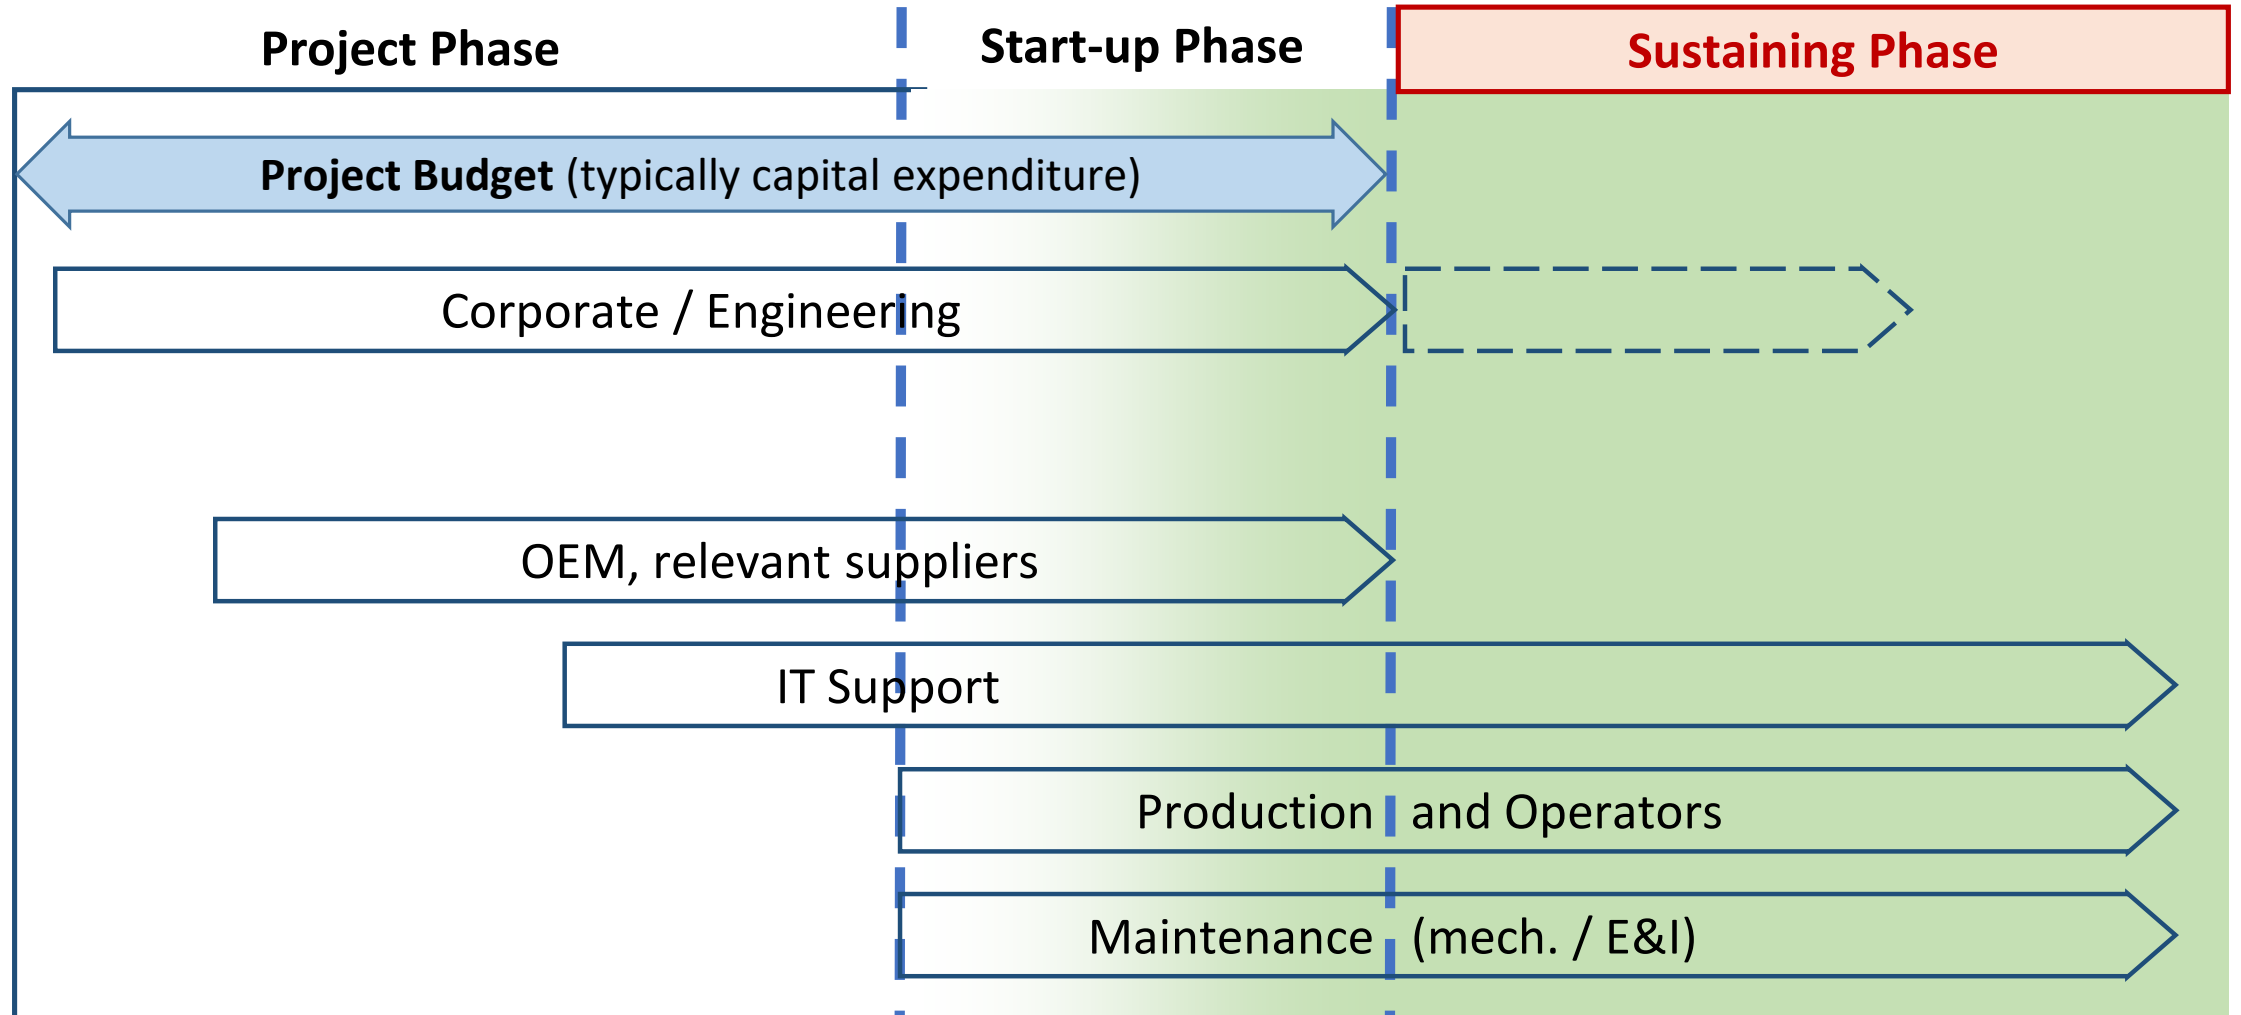 Project Phase
Start-up Phase
Sustaining Phase
Project Budget (typically capital expenditure)
Corporate / Engineering
OEM, relevant suppliers
IT Support
Production and Operators
Maintenance (mech. / E&I)